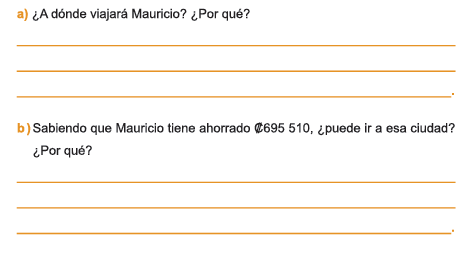 a) ¿A dónde viajará Mauricio? ¿Por qué?
b) Sabiendo que Mauricio tiene ahorrado ₡695 510, ¿puede ir a esa ciudad?
¿Por qué?